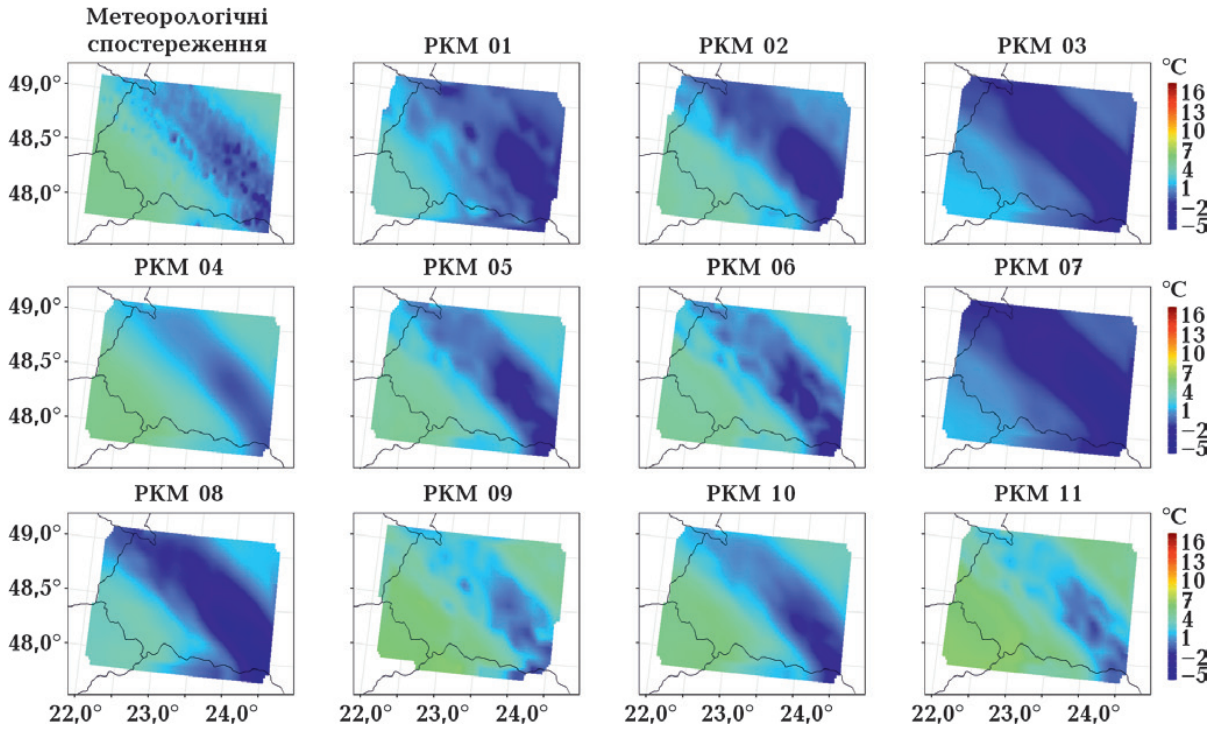 Метеорологічні
спостереження
РКМ 01
РКМ 02
РКМ 03
°C
49,0°
48,5°
48,0°
16
13
10
7
4
1
−2
−5
РКМ 04
РКМ 05
РКМ 06
РКМ 07
°C
49,0°
48,5°
48,0°
16
13
10
7
4
1
−2
−5
РКМ 08
РКМ 09
РКМ 10
РКМ 11
°C
49,0°
48,5°
48,0°
16
13
10
7
4
1
−2
−5
22,0° 23,0° 24,0°
22,0° 23,0° 24,0°
22,0° 23,0° 24,0°
22,0° 23,0° 24,0°